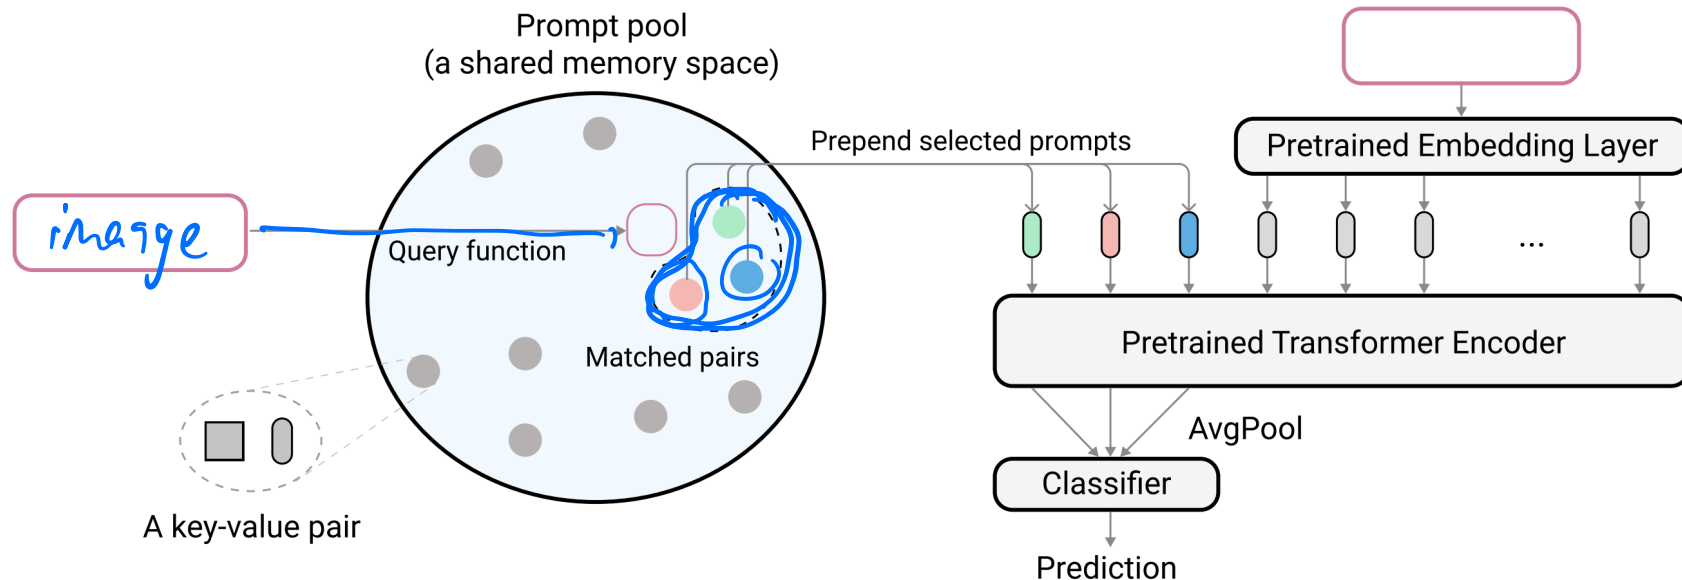 Prompt pool
(a shared memory space)
Prepend selected prompts
Pretrained Embedding Layer
imagge
Query function
...
Matched pairs
Pretrained Transformer Encoder
AvgPool
Classifier
A key-value pair
Prediction